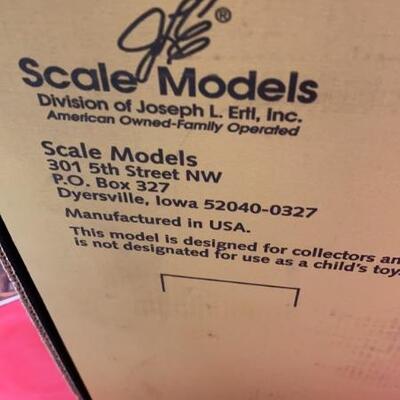 JLE®
Scale Models
Division of Joseph L. Ertl, Inc.
American Owned-Family Operated
Scale Models
301 5th Street NW
P.O. Box 327
Dyersville, Iowa 52040-0327
Manufactured in USA.
This model is designed for collectors an
is not designated for use as a child's toy.